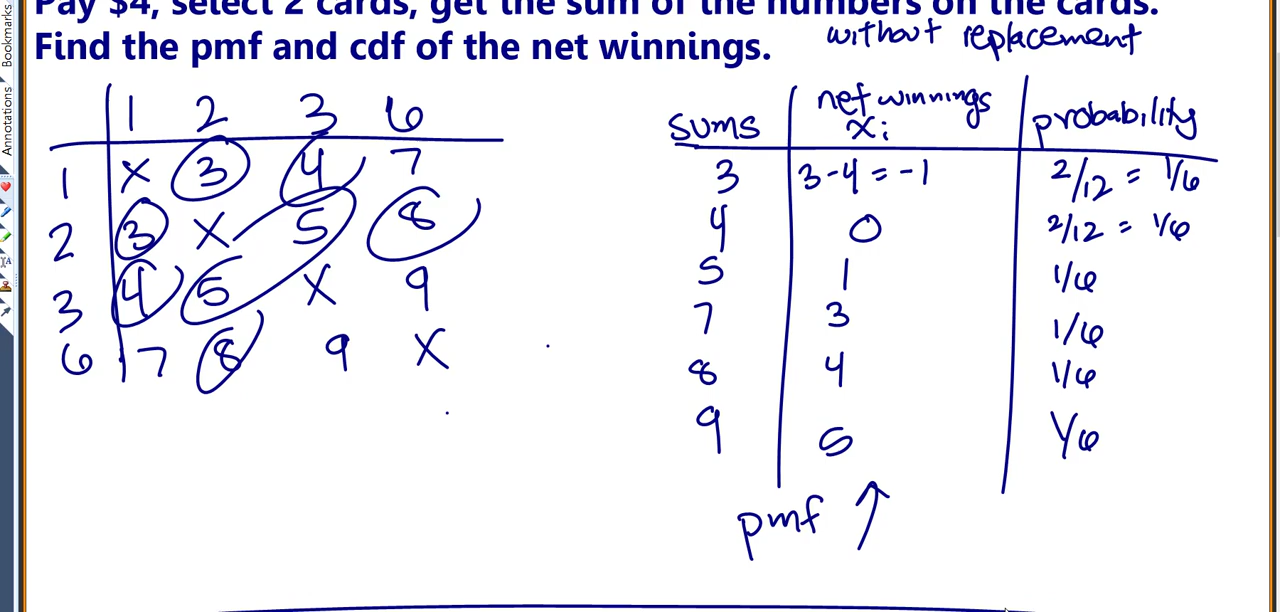 Pay $4, select 2 cards, get the sum of the numbers on the cards.
Find the pmf and cdf of the net winnings. without replacement
1 2 3 6
1 x 3 4 7
2 3 x 5 8
3 4 5 x 9
6 7 8 9 x
sums net winnings xi probability
3 3-4 = -1 2/12 = 1/6
4 0 2/12 = 1/6
5 1 1/6
7 3 1/6
8 4 1/6
9 5 1/6
pmf ↑
Bookmarks
Annotations